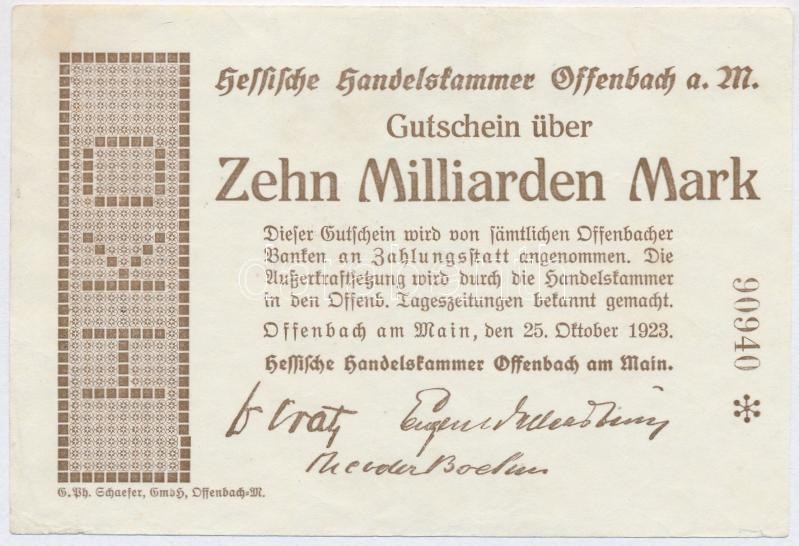 Hessische Handelskammer Offenbach a. M.
Gutschein über
Zehn Milliarden Mark
Dieser Gutschein wird von sämtlichen Offenbacher
Banken an Zahlungsstatt angenommen. Die
Außerkraftsetzung wird durch die Handelskammer
in den Offenb. Tageszeitungen bekannt gemacht.
Offenbach am Main, den 25. Oktober 1923.
Hessische Handelskammer Offenbach am Main.
Theodor Boehm
G. Ph. Schaefer, GmbH, Offenbach-M.
90940 *